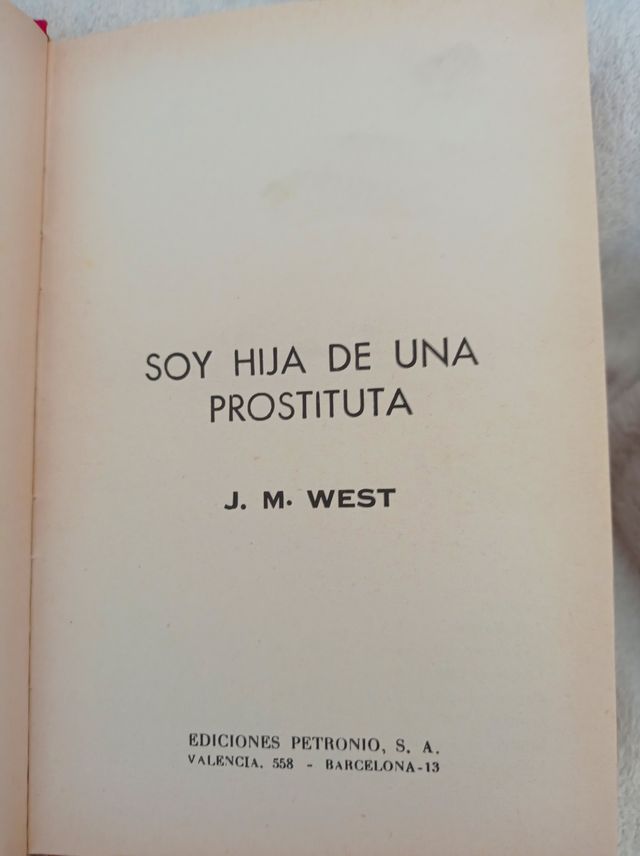 SOY HIJA DE UNA
PROSTITUTA
J. M. WEST
EDICIONES PETRONIO, S. A.
VALENCIA, 558 - BARCELONA-13